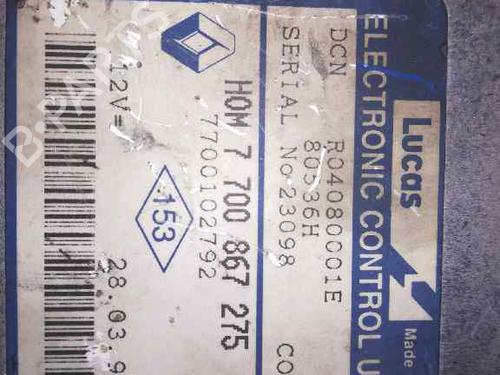 Lucas
Made
ELECTRONIC CONTROL U
DCN R04080001E
80536H
SERIAL No 23098
CO
HOM 7 700 867 275
7700102792
153
12V=
28.03.9
B-PARTS